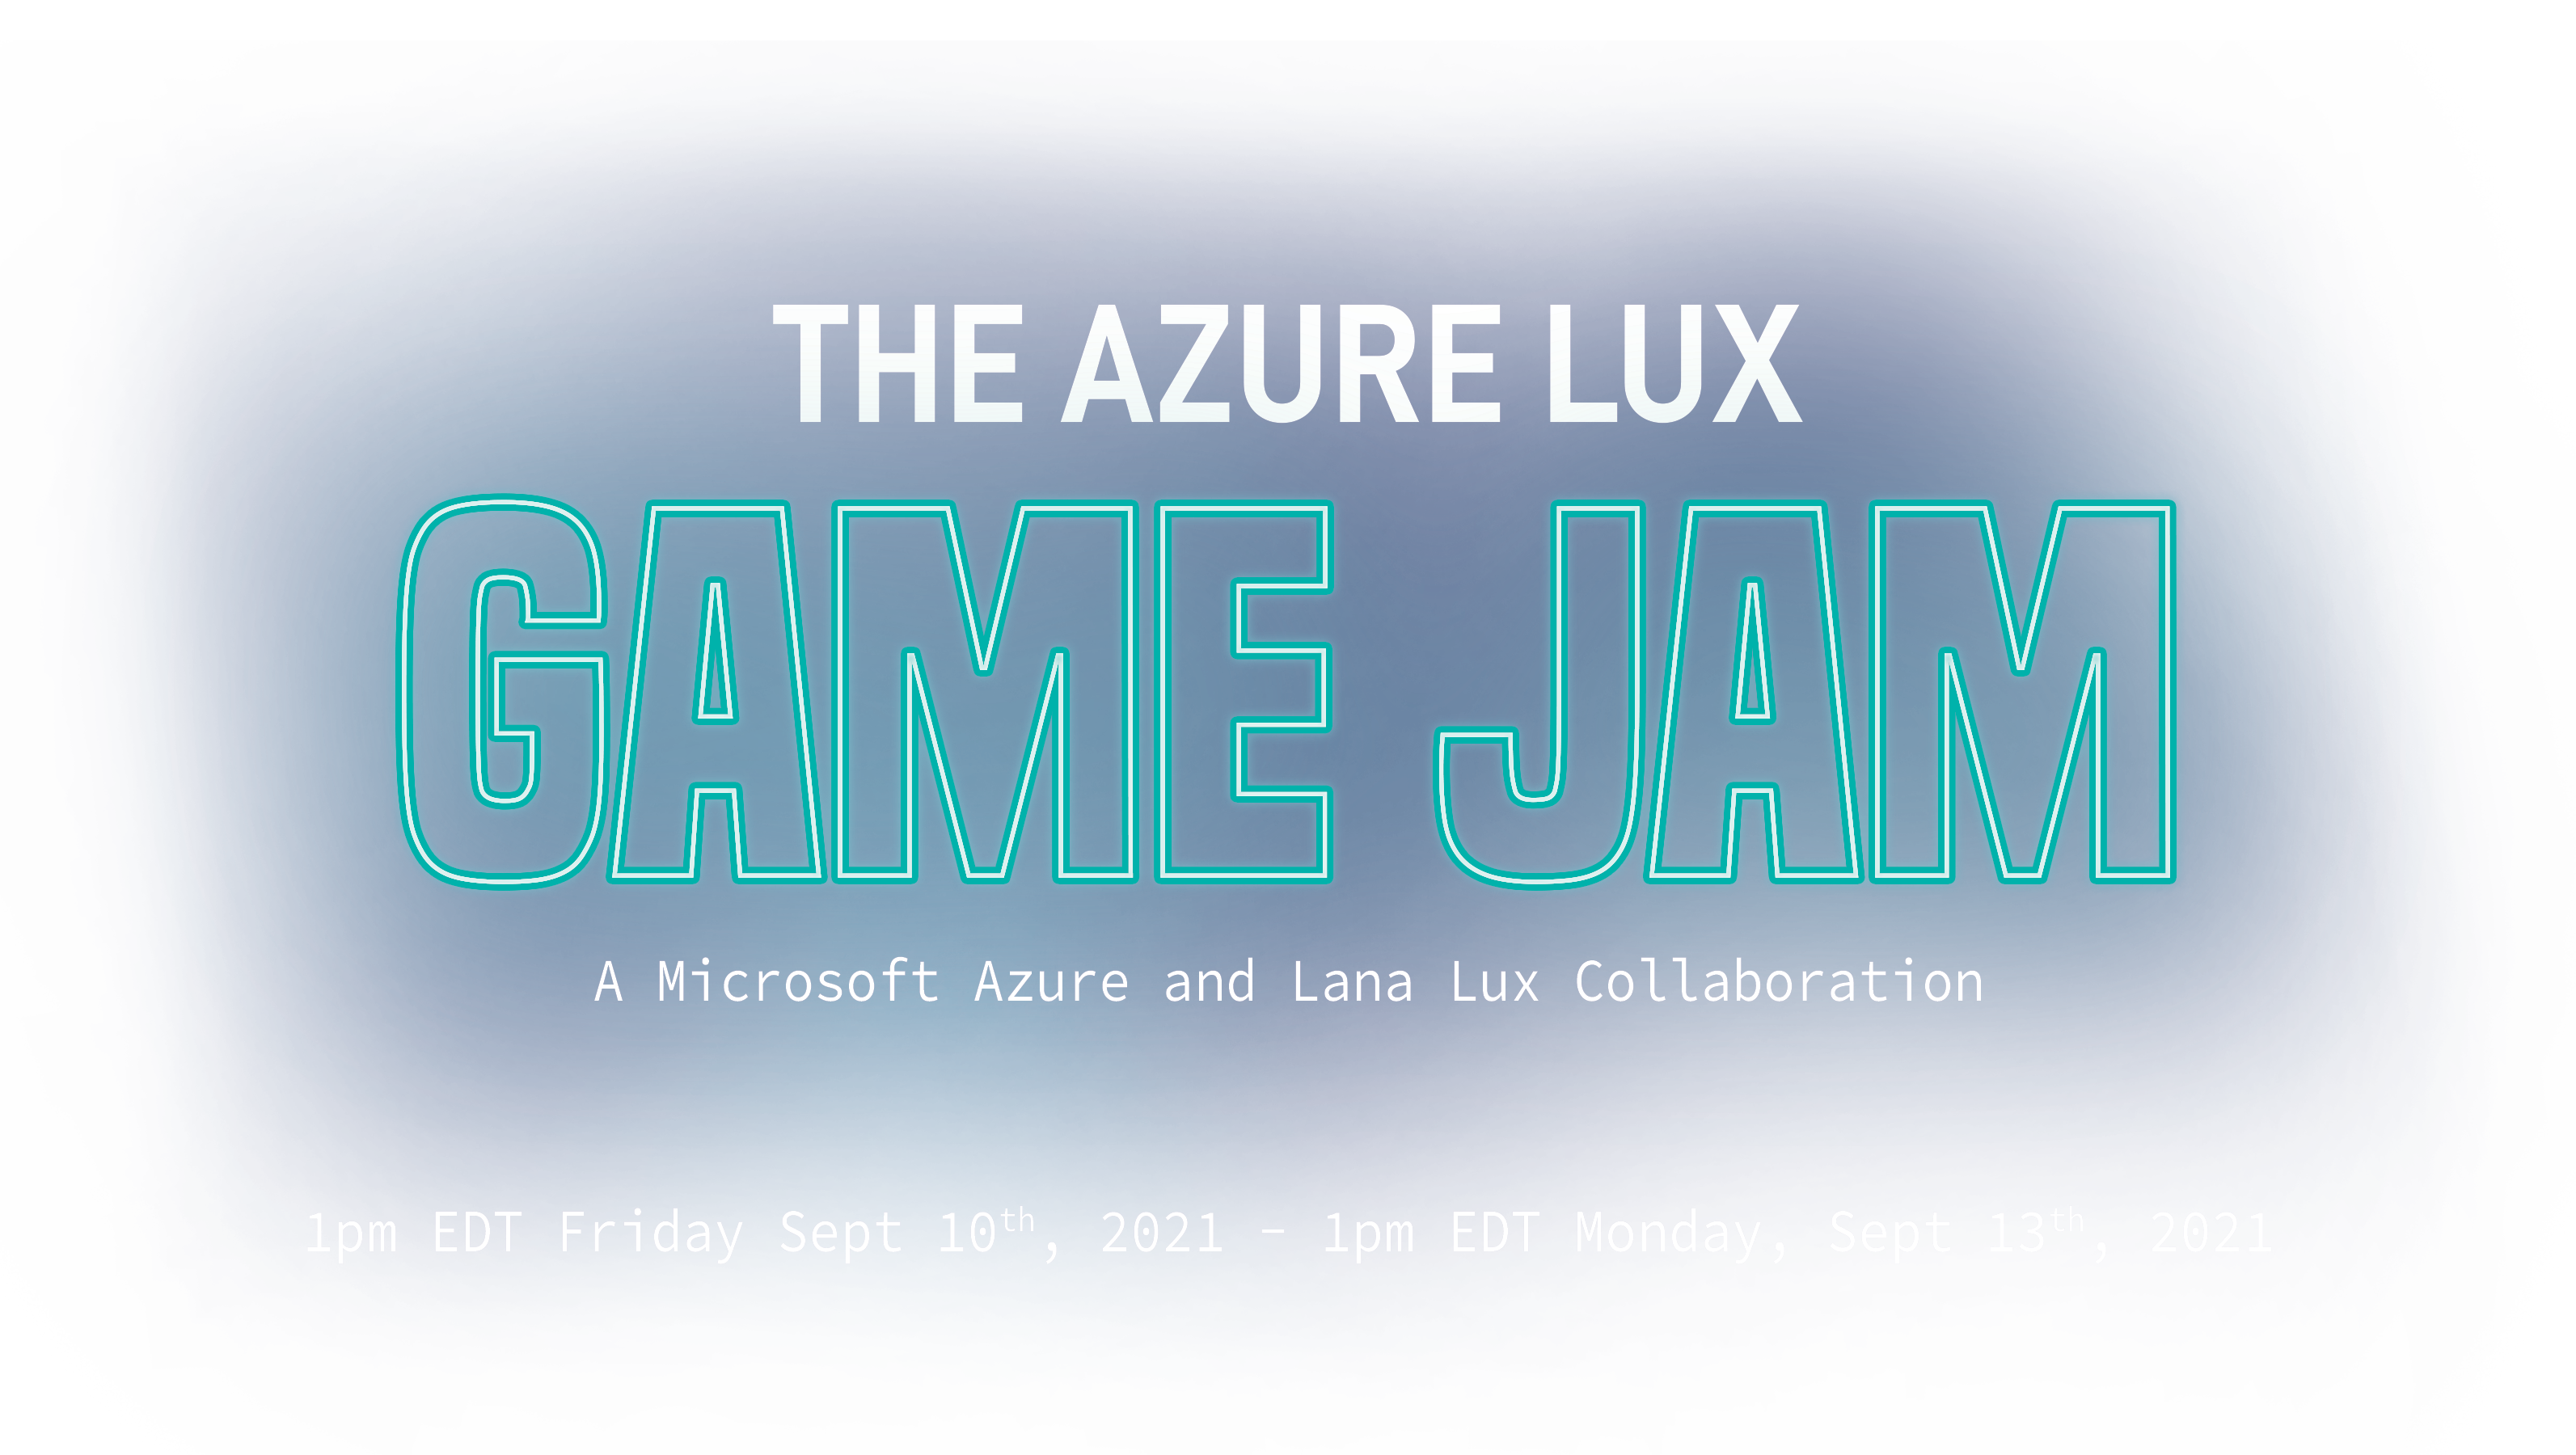 THE AZURE LUX
GAME JAM
A Microsoft Azure and Lana Lux Collaboration
1pm EDT Friday Sept 10th, 2021 - 1pm EDT Monday, Sept 13th, 2021